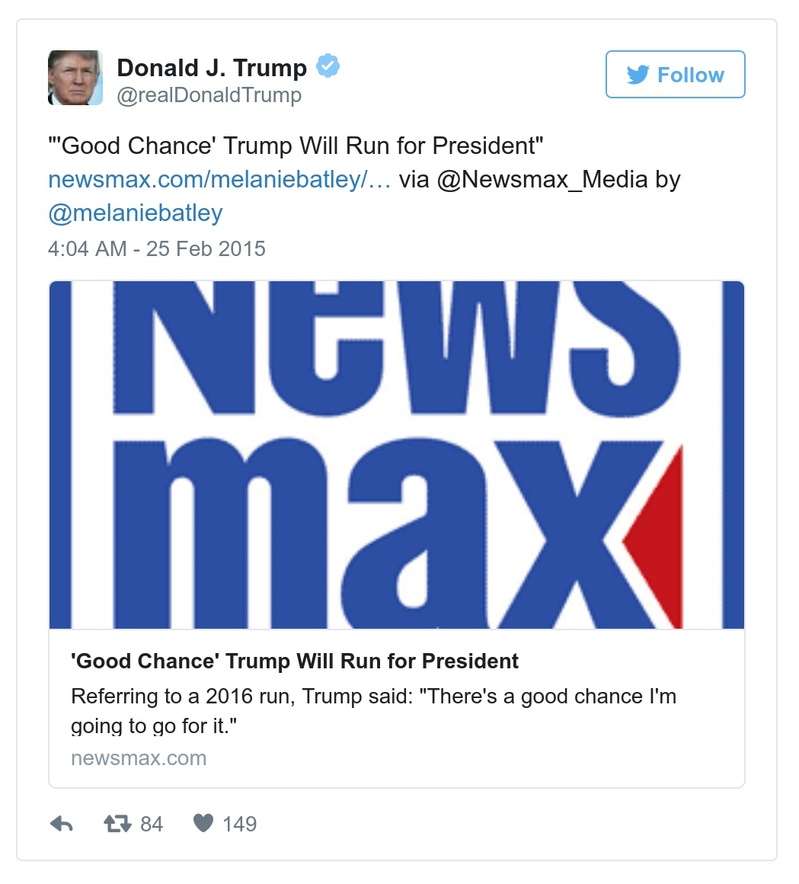 Donald J. Trump
@realDonaldTrump
Follow
"'Good Chance' Trump Will Run for President"
newsmax.com/melaniebatley/… via @Newsmax_Media by
@melaniebatley
4:04 AM - 25 Feb 2015
News
max
'Good Chance' Trump Will Run for President
Referring to a 2016 run, Trump said: "There's a good chance I'm
going to go for it."
newsmax.com
84
149